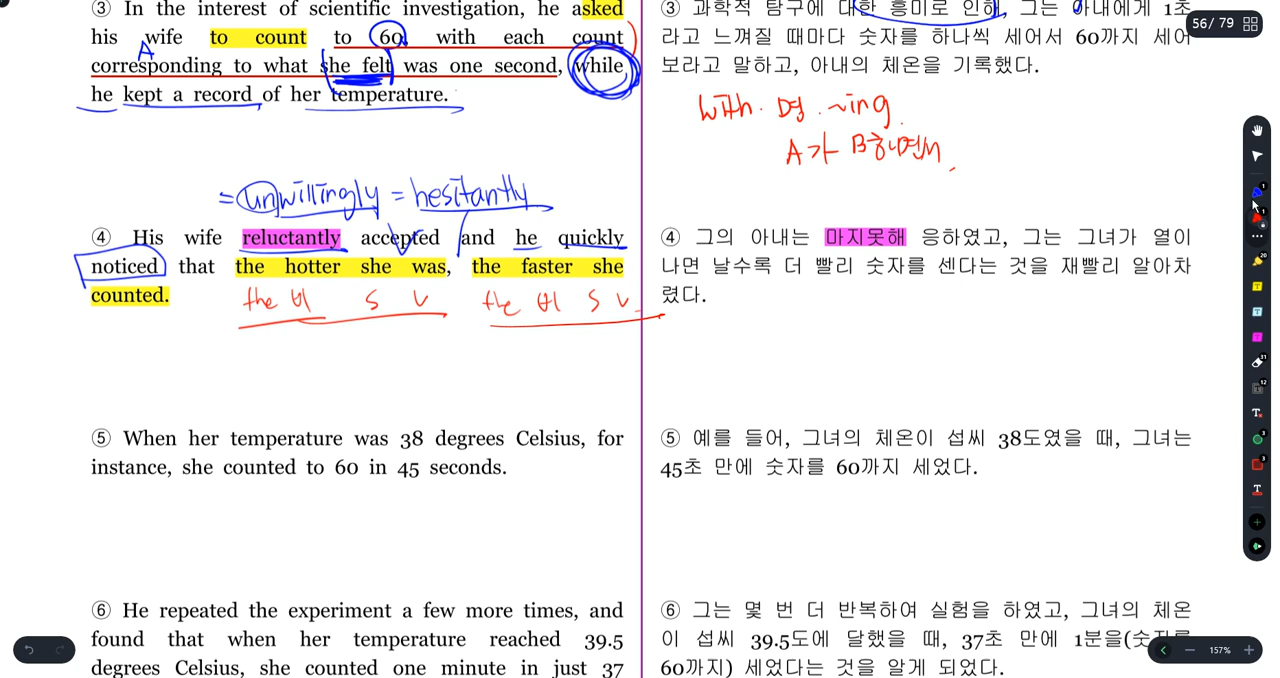 ③ In the interest of scientific investigation, he asked
his wife to count to 60, with each count
A
corresponding to what she felt was one second, while
he kept a record of her temperature.
= unwillingly = hesitantly
④ His wife reluctantly accepted and he quickly
noticed that the hotter she was, the faster she
counted.
the 비 S V the 비 S V
⑤ When her temperature was 38 degrees Celsius, for
instance, she counted to 60 in 45 seconds.
⑥ He repeated the experiment a few more times, and
found that when her temperature reached 39.5
degrees Celsius, she counted one minute in just 37
③ 과학적 탐구에 대한 흥미로 인해, 그는 아내에게 1초
라고 느껴질 때마다 숫자를 하나씩 세어서 60까지 세어
보라고 말하고, 아내의 체온을 기록했다.
with 명 ~ing
A가 B하면서
④ 그의 아내는 마지못해 응하였고, 그는 그녀가 열이
나면 날수록 더 빨리 숫자를 센다는 것을 재빨리 알아차
렸다.
⑤ 예를 들어, 그녀의 체온이 섭씨 38도였을 때, 그녀는
45초 만에 숫자를 60까지 세었다.
⑥ 그는 몇 번 더 반복하여 실험을 하였고, 그녀의 체온
이 섭씨 39.5도에 달했을 때, 37초 만에 1분을(숫자를
60까지) 세었다는 것을 알게 되었다.
56/ 79
157%